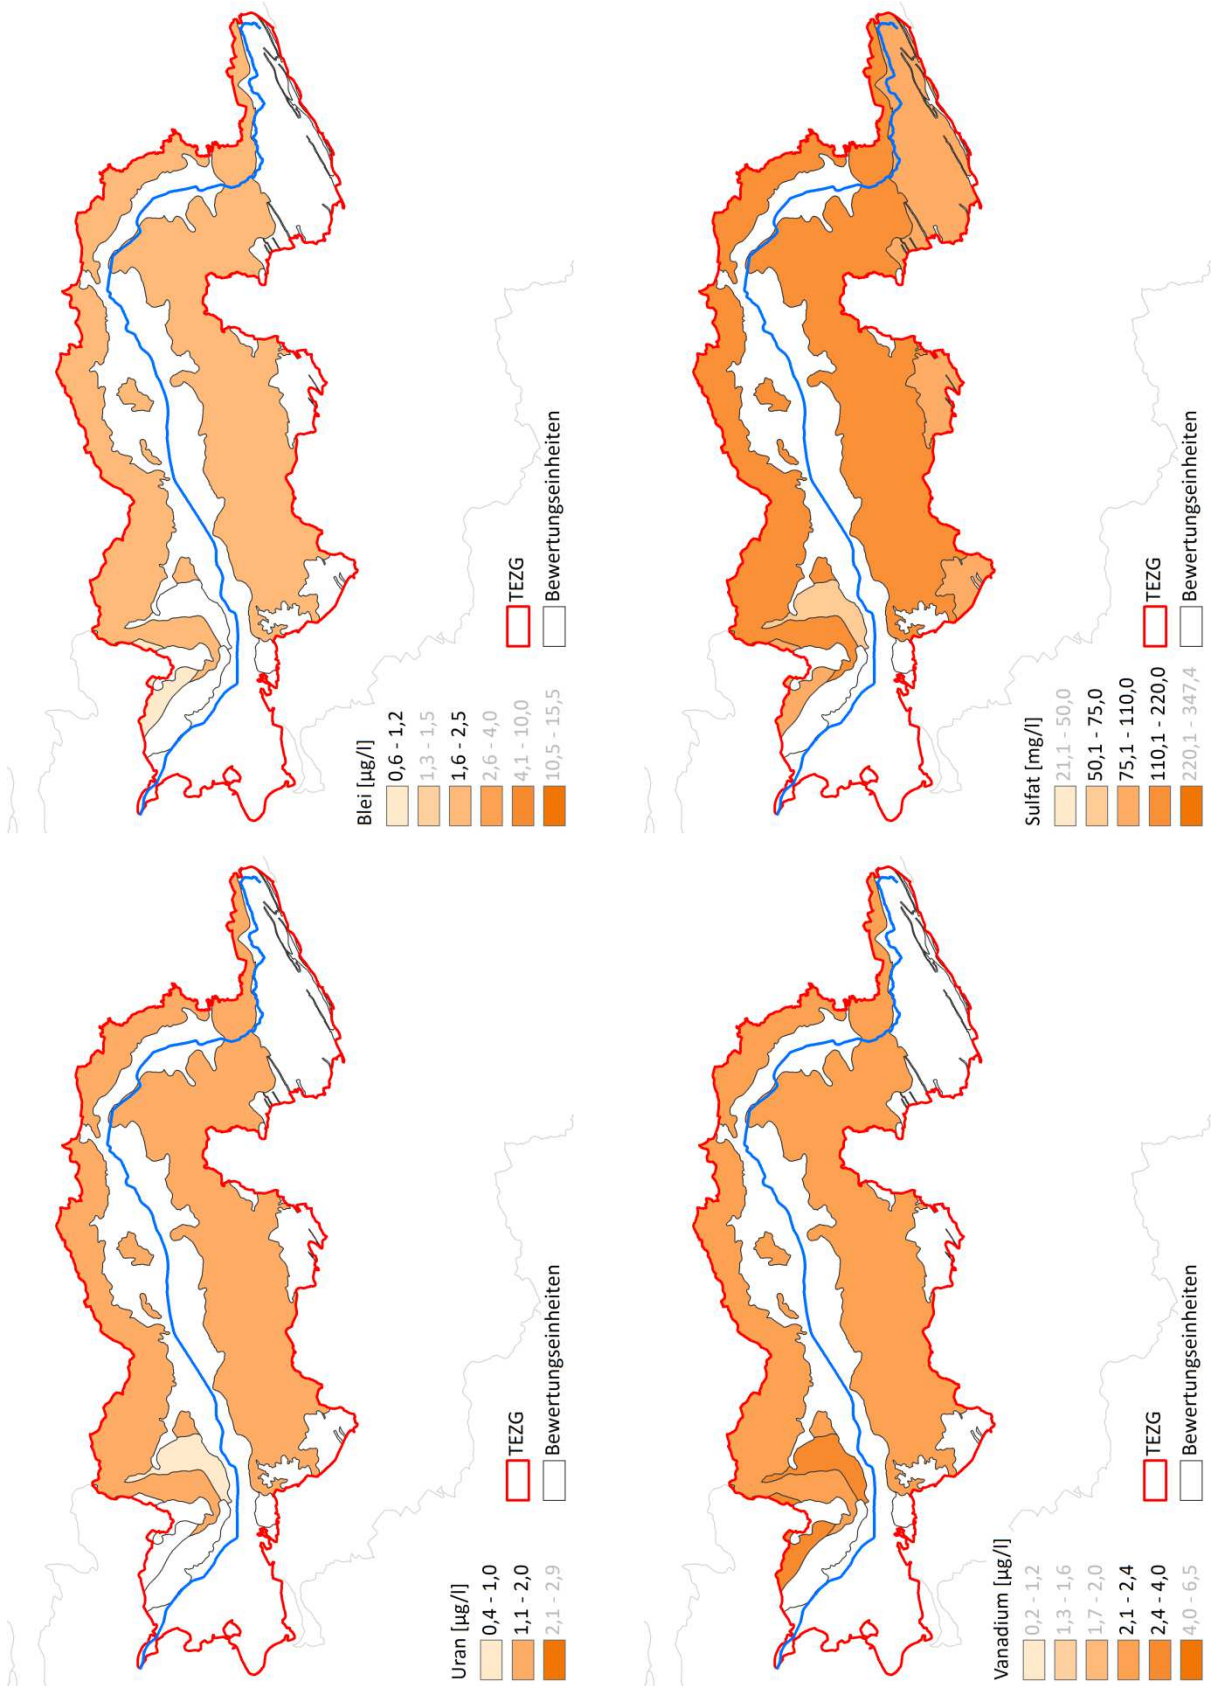 Uran [µg/l]
0,4 - 1,0
1,1 - 2,0
2,1 - 2,9
TEZG
Bewertungseinheiten
Blei [µg/l]
0,6 - 1,2
1,3 - 1,5
1,6 - 2,5
2,6 - 4,0
4,1 - 10,0
10,5 - 15,5
TEZG
Bewertungseinheiten
Vanadium [µg/l]
0,2 - 1,2
1,3 - 1,6
1,7 - 2,0
2,1 - 2,4
2,4 - 4,0
4,0 - 6,5
TEZG
Bewertungseinheiten
Sulfat [mg/l]
21,1 - 50,0
50,1 - 75,0
75,1 - 110,0
110,1 - 220,0
220,1 - 347,4
TEZG
Bewertungseinheiten